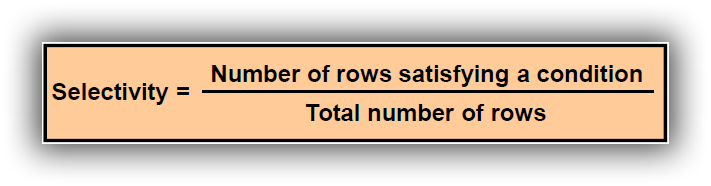 Selectivity =
Number of rows satisfying a condition
Total number of rows